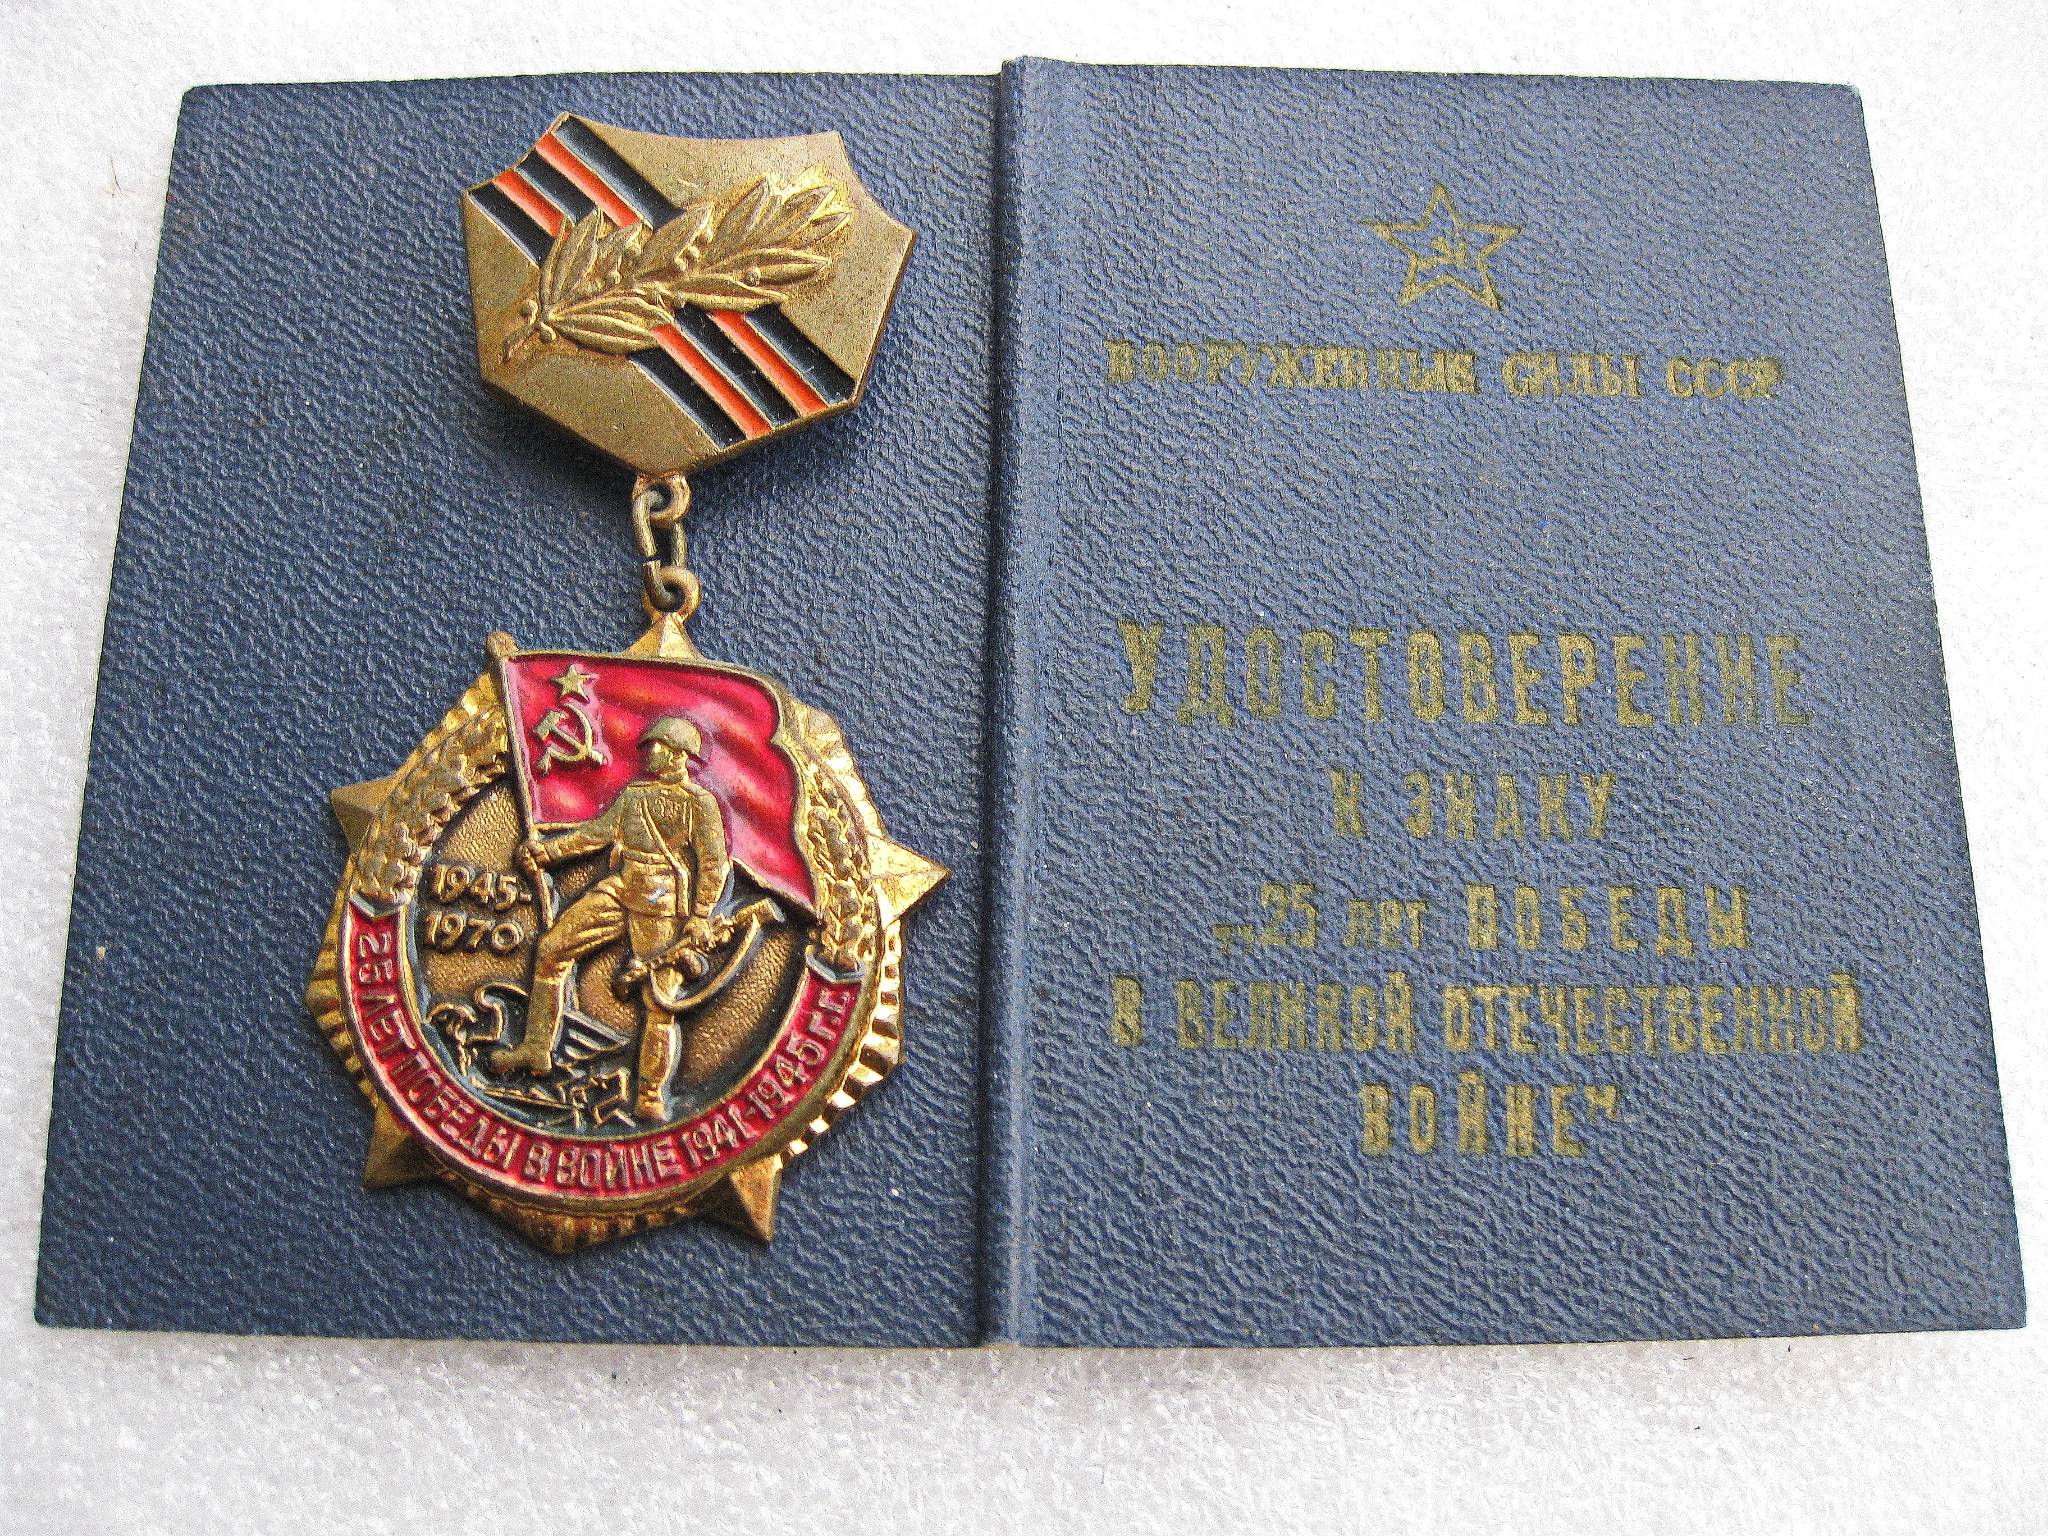 1945-
1970
25 ЛЕТ ПОБЕДЫ В ВОЙНЕ 1941-1945 г.г.
ВООРУЖЕННЫЕ СИЛЫ СССР
УДОСТОВЕРЕНИЕ
К ЗНАКУ
„25 лет ПОБЕДЫ
В ВЕЛИКОЙ ОТЕЧЕСТВЕННОЙ
ВОЙНЕ"